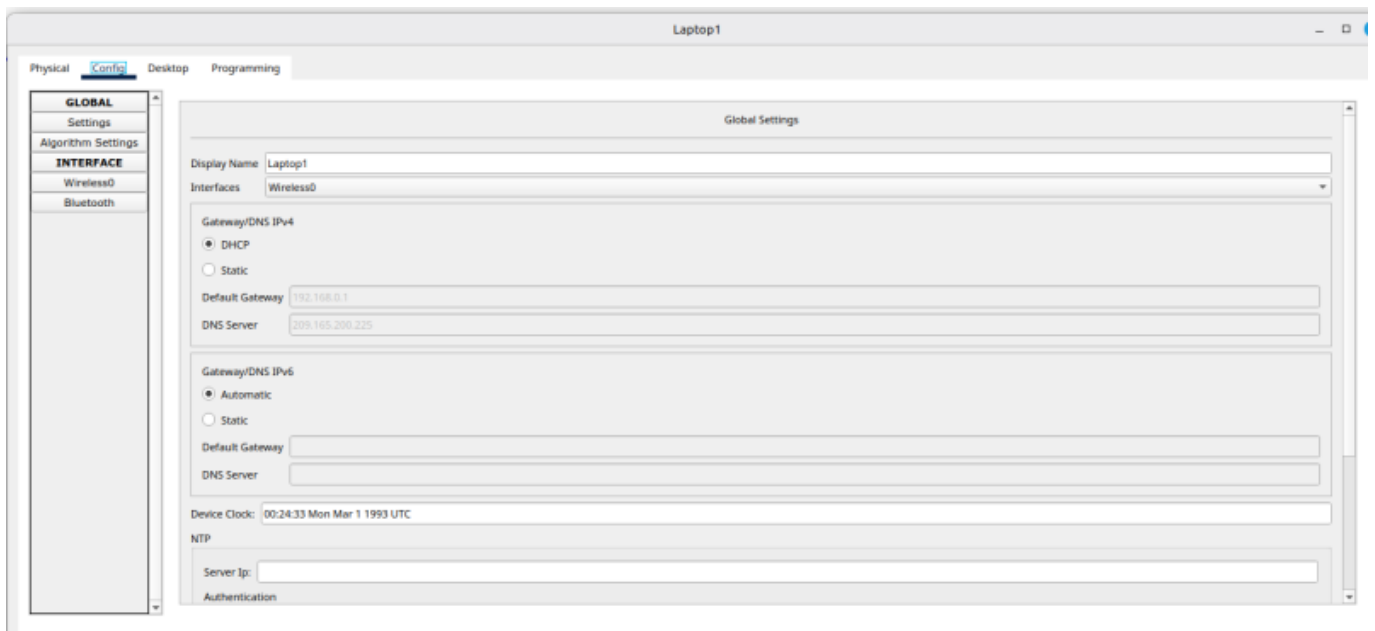 Laptop1
Physical Config Desktop Programming
GLOBAL
Settings
Algorithm Settings
INTERFACE
Wireless0
Bluetooth
Global Settings
Display Name Laptop1
Interfaces Wireless0
Gateway/DNS IPv4
DHCP
Static
Default Gateway 192.168.0.1
DNS Server 209.165.200.225
Gateway/DNS IPv6
Automatic
Static
Default Gateway
DNS Server
Device Clock: 00:24:33 Mon Mar 1 1993 UTC
NTP
Server Ip:
Authentication